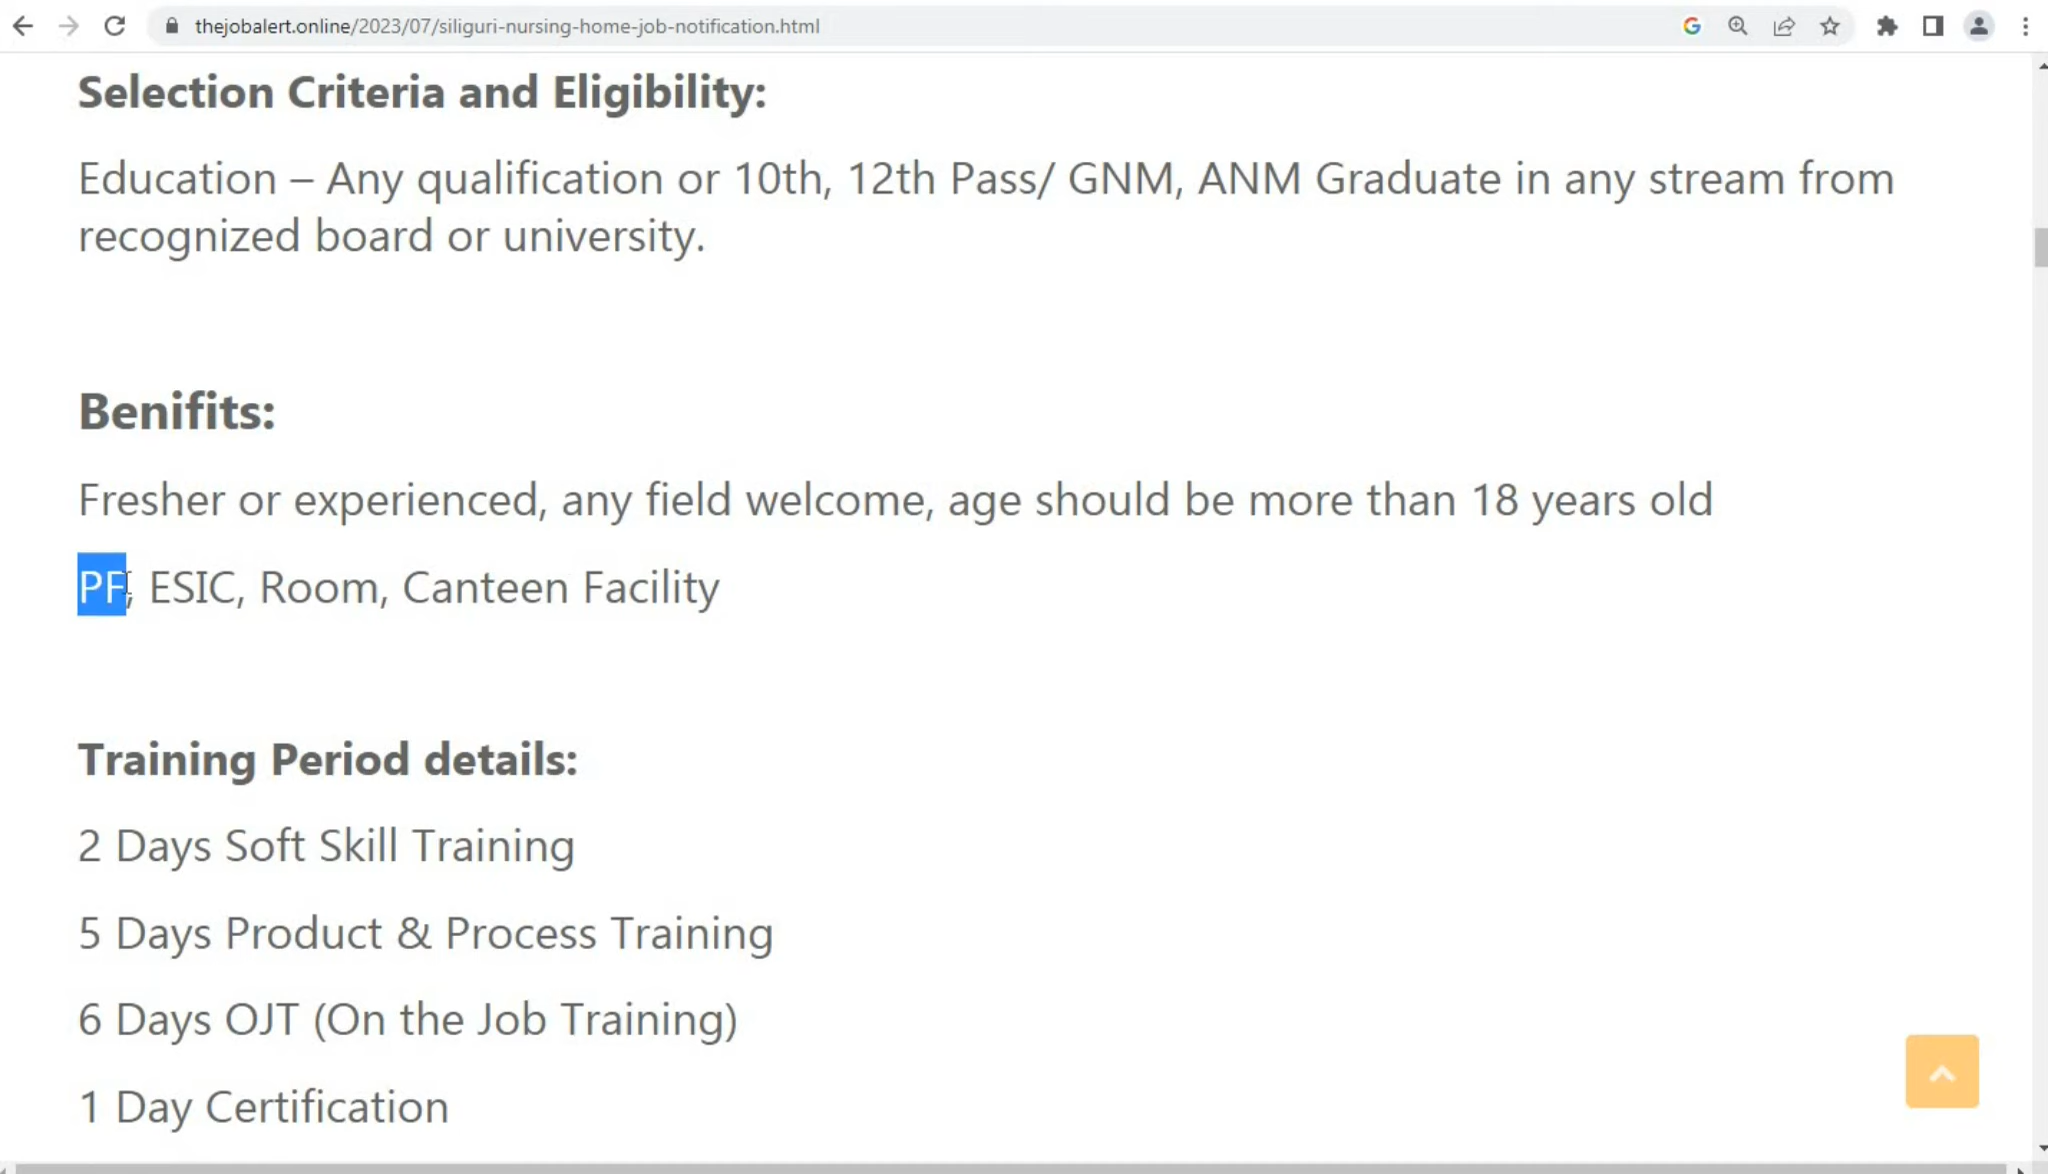 thejobalert.online/2023/07/siliguri-nursing-home-job-notification.html
Selection Criteria and Eligibility:
Education – Any qualification or 10th, 12th Pass/ GNM, ANM Graduate in any stream from
recognized board or university.
Benifits:
Fresher or experienced, any field welcome, age should be more than 18 years old
PF, ESIC, Room, Canteen Facility
Training Period details:
2 Days Soft Skill Training
5 Days Product & Process Training
6 Days OJT (On the Job Training)
1 Day Certification